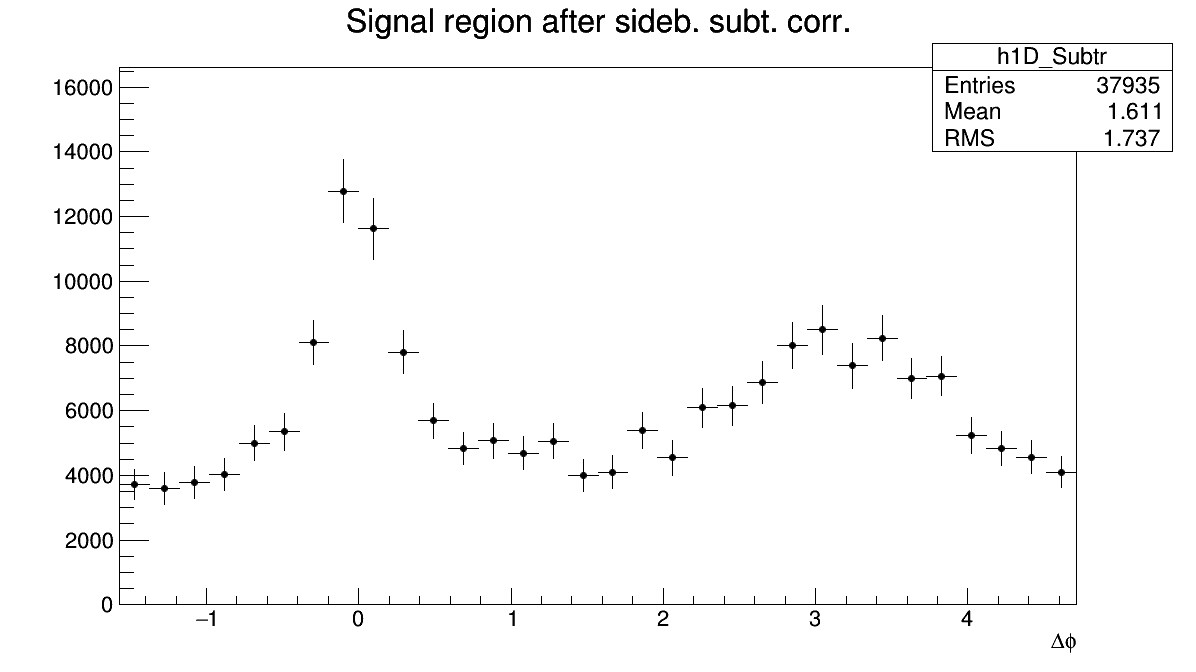 Signal region after sideb. subt. corr.
h1D_Subtr
Entries 37935
Mean 1.611
RMS 1.737
16000
14000
12000
10000
8000
6000
4000
2000
0
−1 0 1 2 3 4
Δϕ